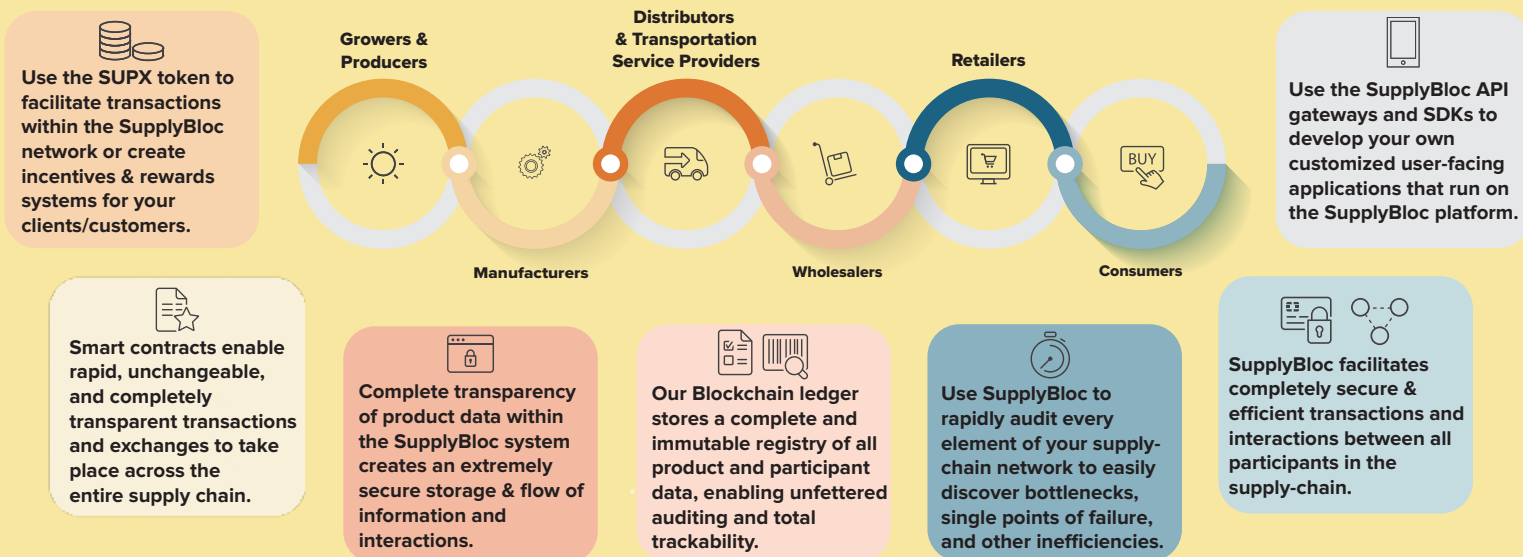 Use the SUPX token to
facilitate transactions
within the SupplyBloc
network or create
incentives & rewards
systems for your
clients/customers.
Growers &
Producers
Distributors
& Transportation
Service Providers
Retailers
BUY
Manufacturers
Wholesalers
Consumers
Use the SupplyBloc API
gateways and SDKs to
develop your own
customized user-facing
applications that run on
the SupplyBloc platform.
Smart contracts enable
rapid, unchangeable,
and completely
transparent transactions
and exchanges to take
place across the
entire supply chain.
Complete transparency
of product data within
the SupplyBloc system
creates an extremely
secure storage & flow of
information and
interactions.
Our Blockchain ledger
stores a complete and
immutable registry of all
product and participant
data, enabling unfettered
auditing and total
trackability.
Use SupplyBloc to
rapidly audit every
element of your supply-
chain network to easily
discover bottlenecks,
single points of failure,
and other inefficiencies.
SupplyBloc facilitates
completely secure &
efficient transactions and
interactions between all
participants in the
supply-chain.